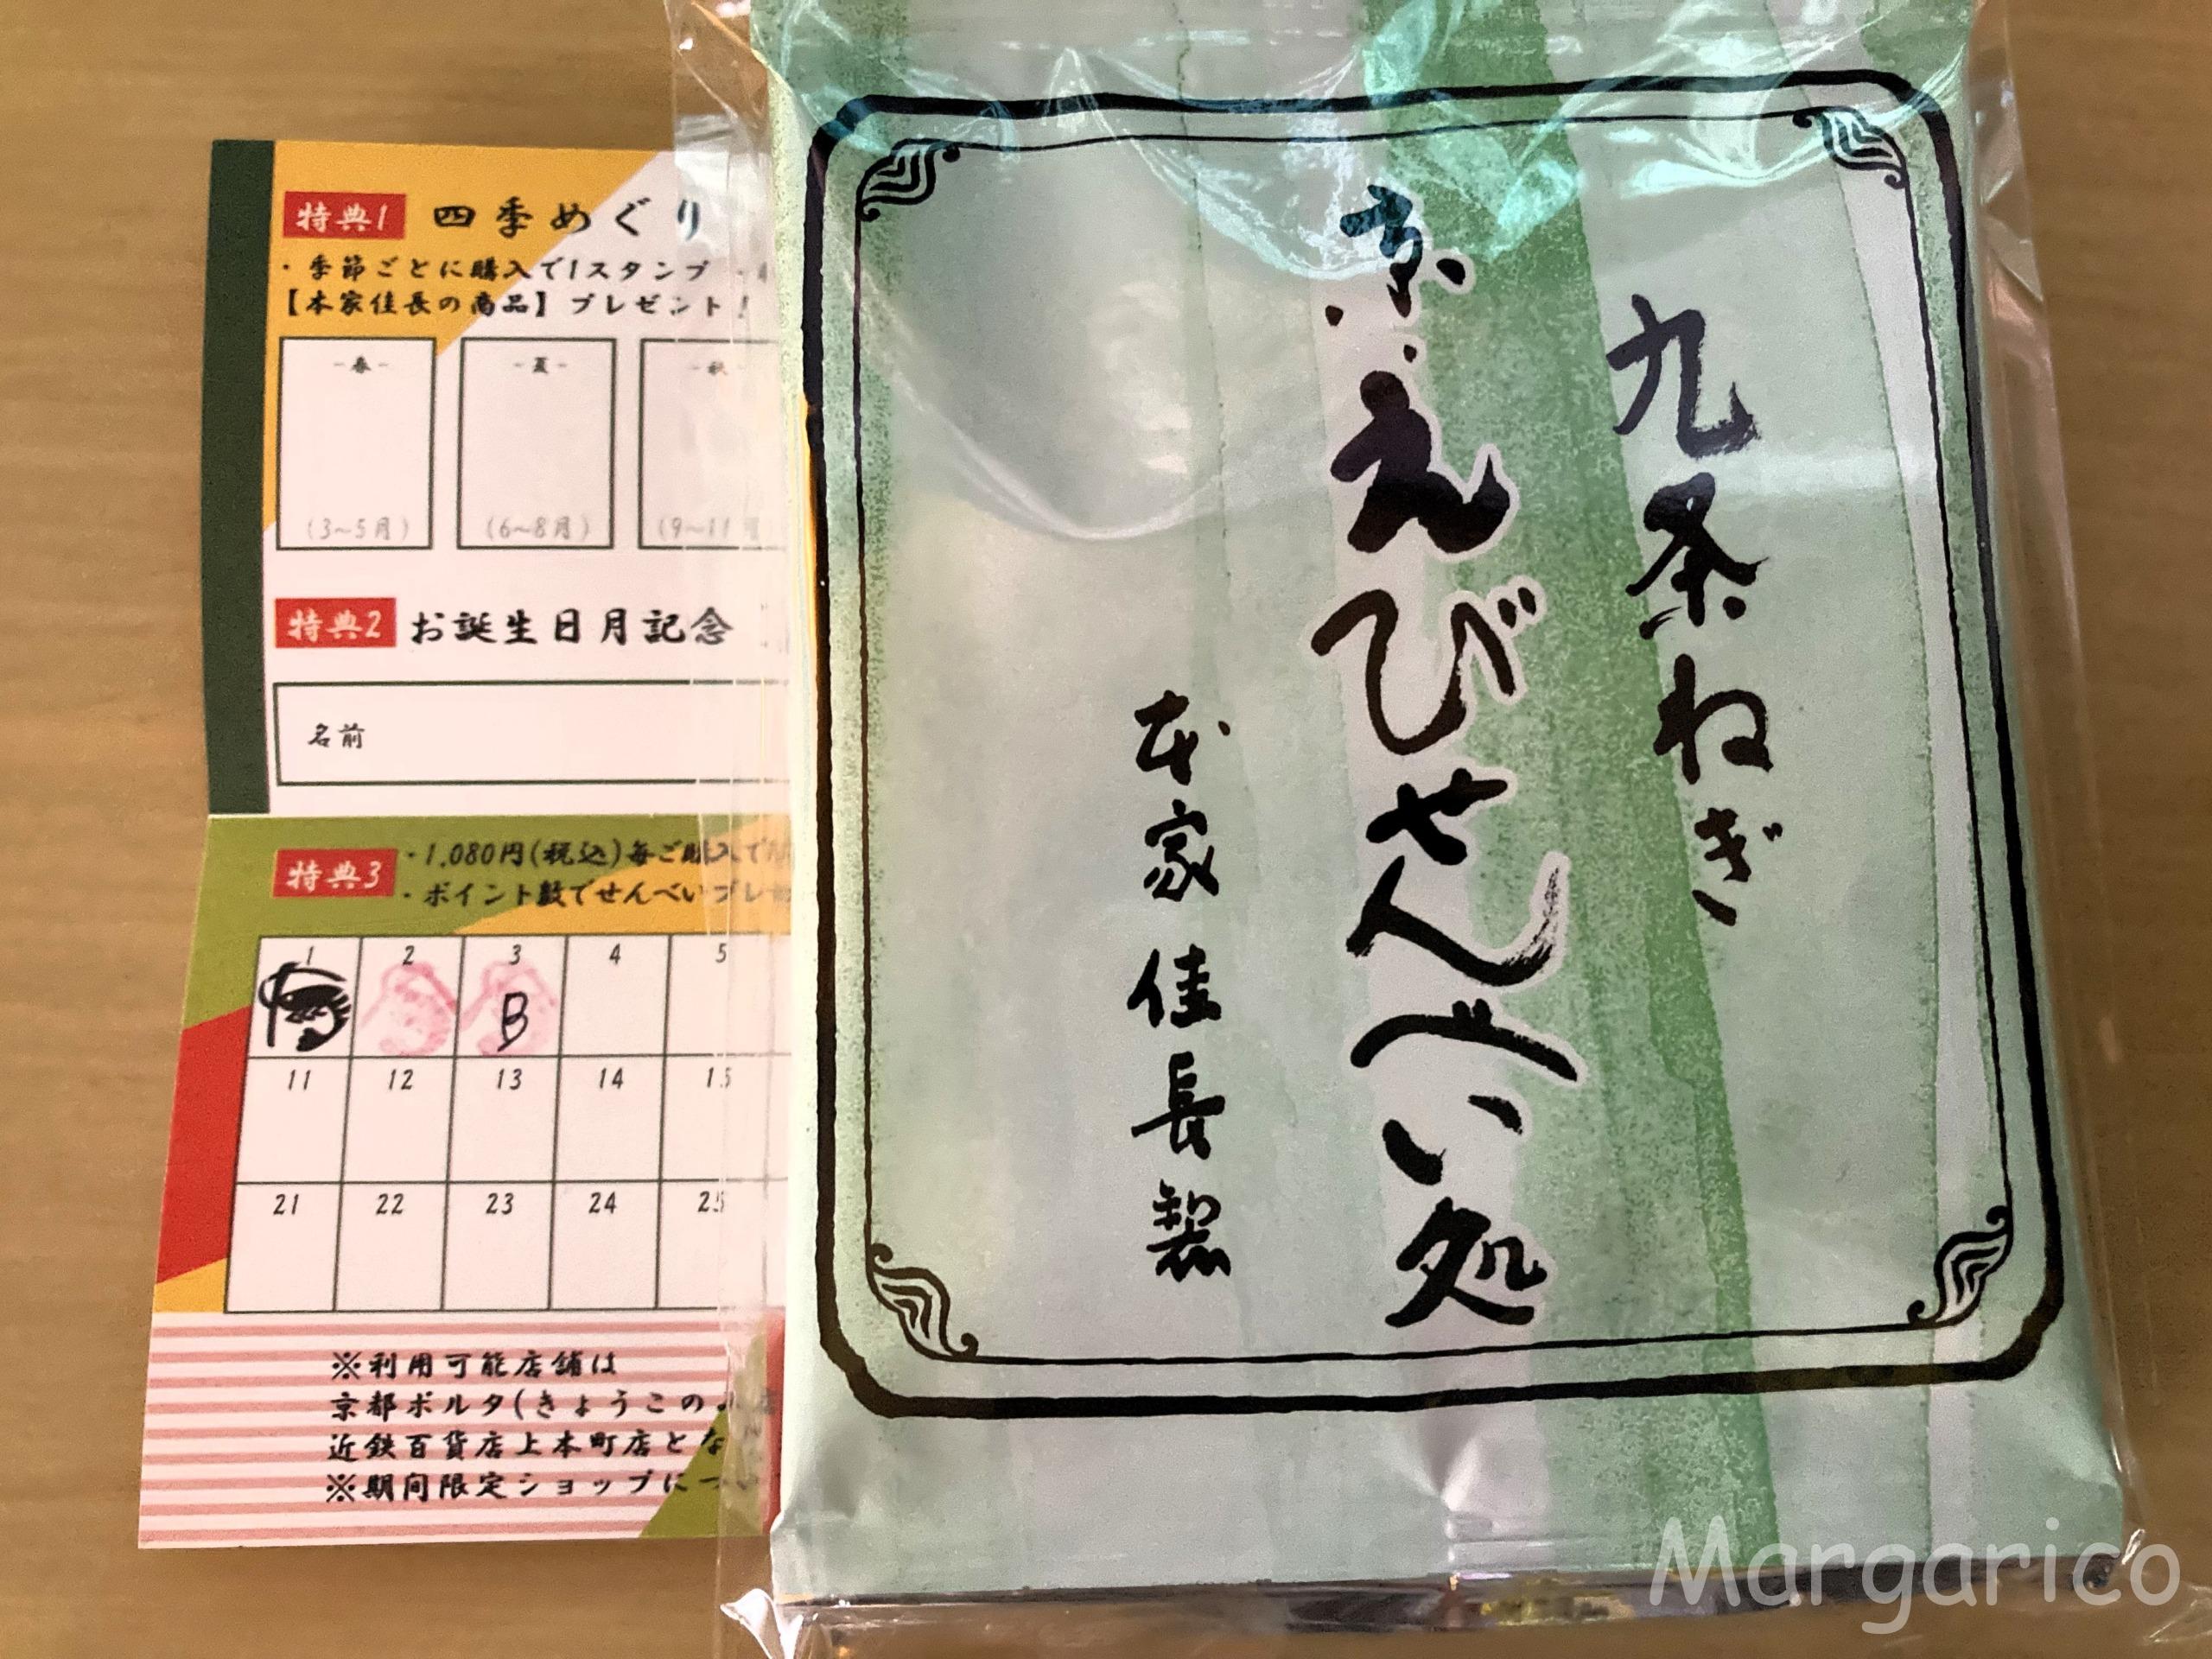 特典1 四季めぐり
・季節ごとに購入で1スタンプ
【本家佳長の商品】プレゼント!
-春-
-夏-
-秋-
(3~5月)
(6~8月)
(9~11月
特典2 お誕生日月記念
名前
特典3
・1,080円(税込)毎ご購入で
・ポイント数でせんべいプレゼ
1
2
3
4
5
B
11
12
13
14
15
21
22
23
24
25
※利用可能店舗は
京都ポルタ(きょうこの
近鉄百貨店上本町店とな
※期間限定ショップにつ
九条ねぎ
京・えびせんべい処
本家佳長製
Margarico